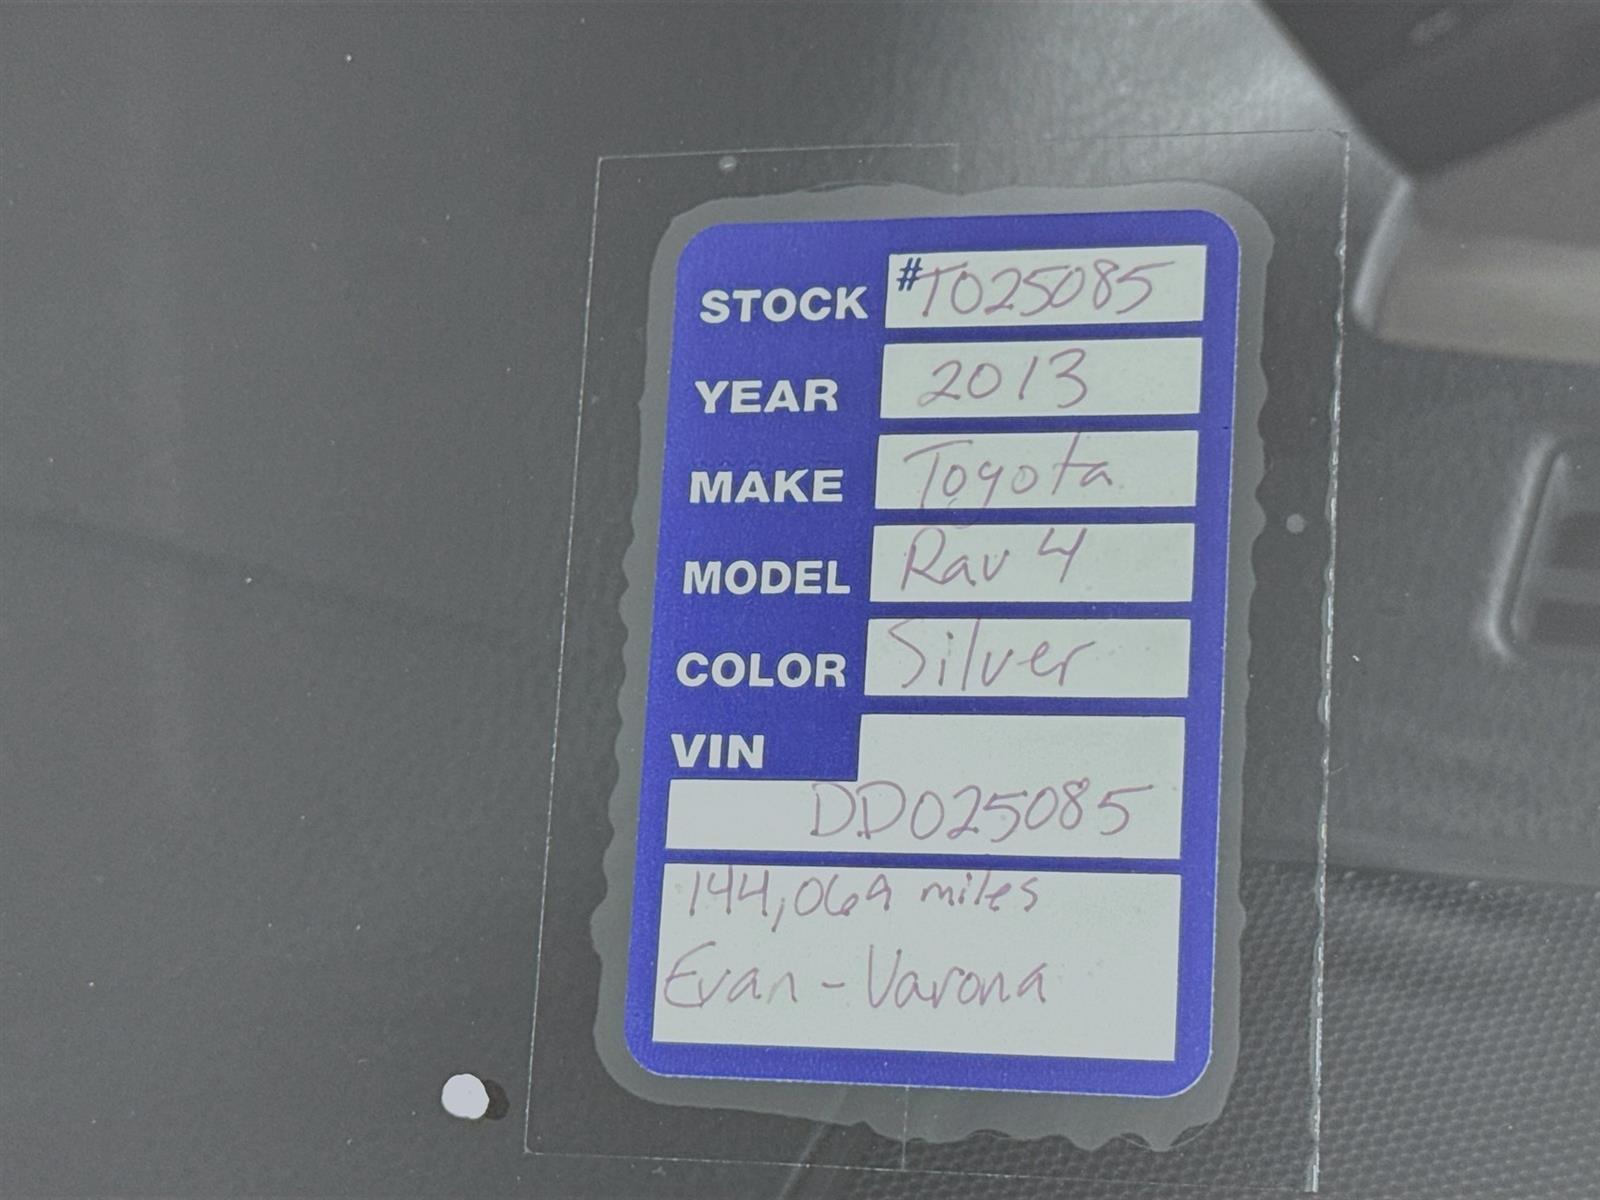 STOCK #T025085
YEAR 2013
MAKE Toyota
MODEL Rav 4
COLOR Silver
VIN
DD025085
144,069 miles
Evan - Varona